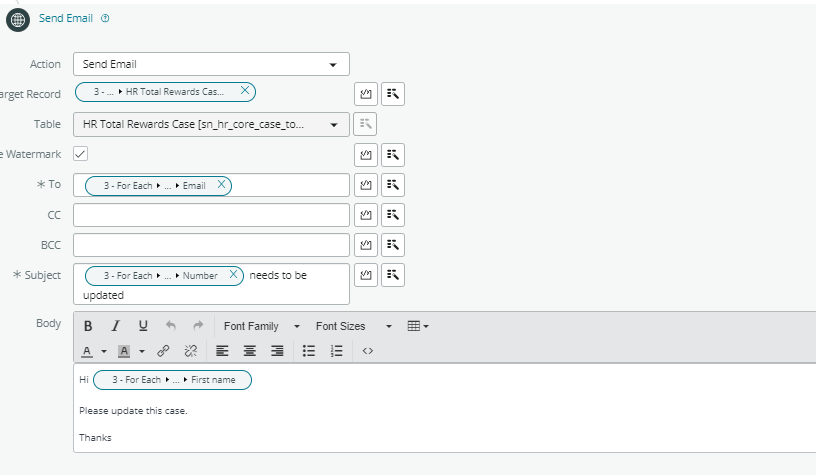 Send Email
Action Send Email
arget Record 3 - ... HR Total Rewards Cas...
Table HR Total Rewards Case [sn_hr_core_case_to...
e Watermark
* To 3 - For Each ... Email
CC
BCC
* Subject 3 - For Each ... Number needs to be
updated
Body B I U Font Family Font Sizes
A A <>
Hi 3 - For Each ... First name
Please update this case.
Thanks